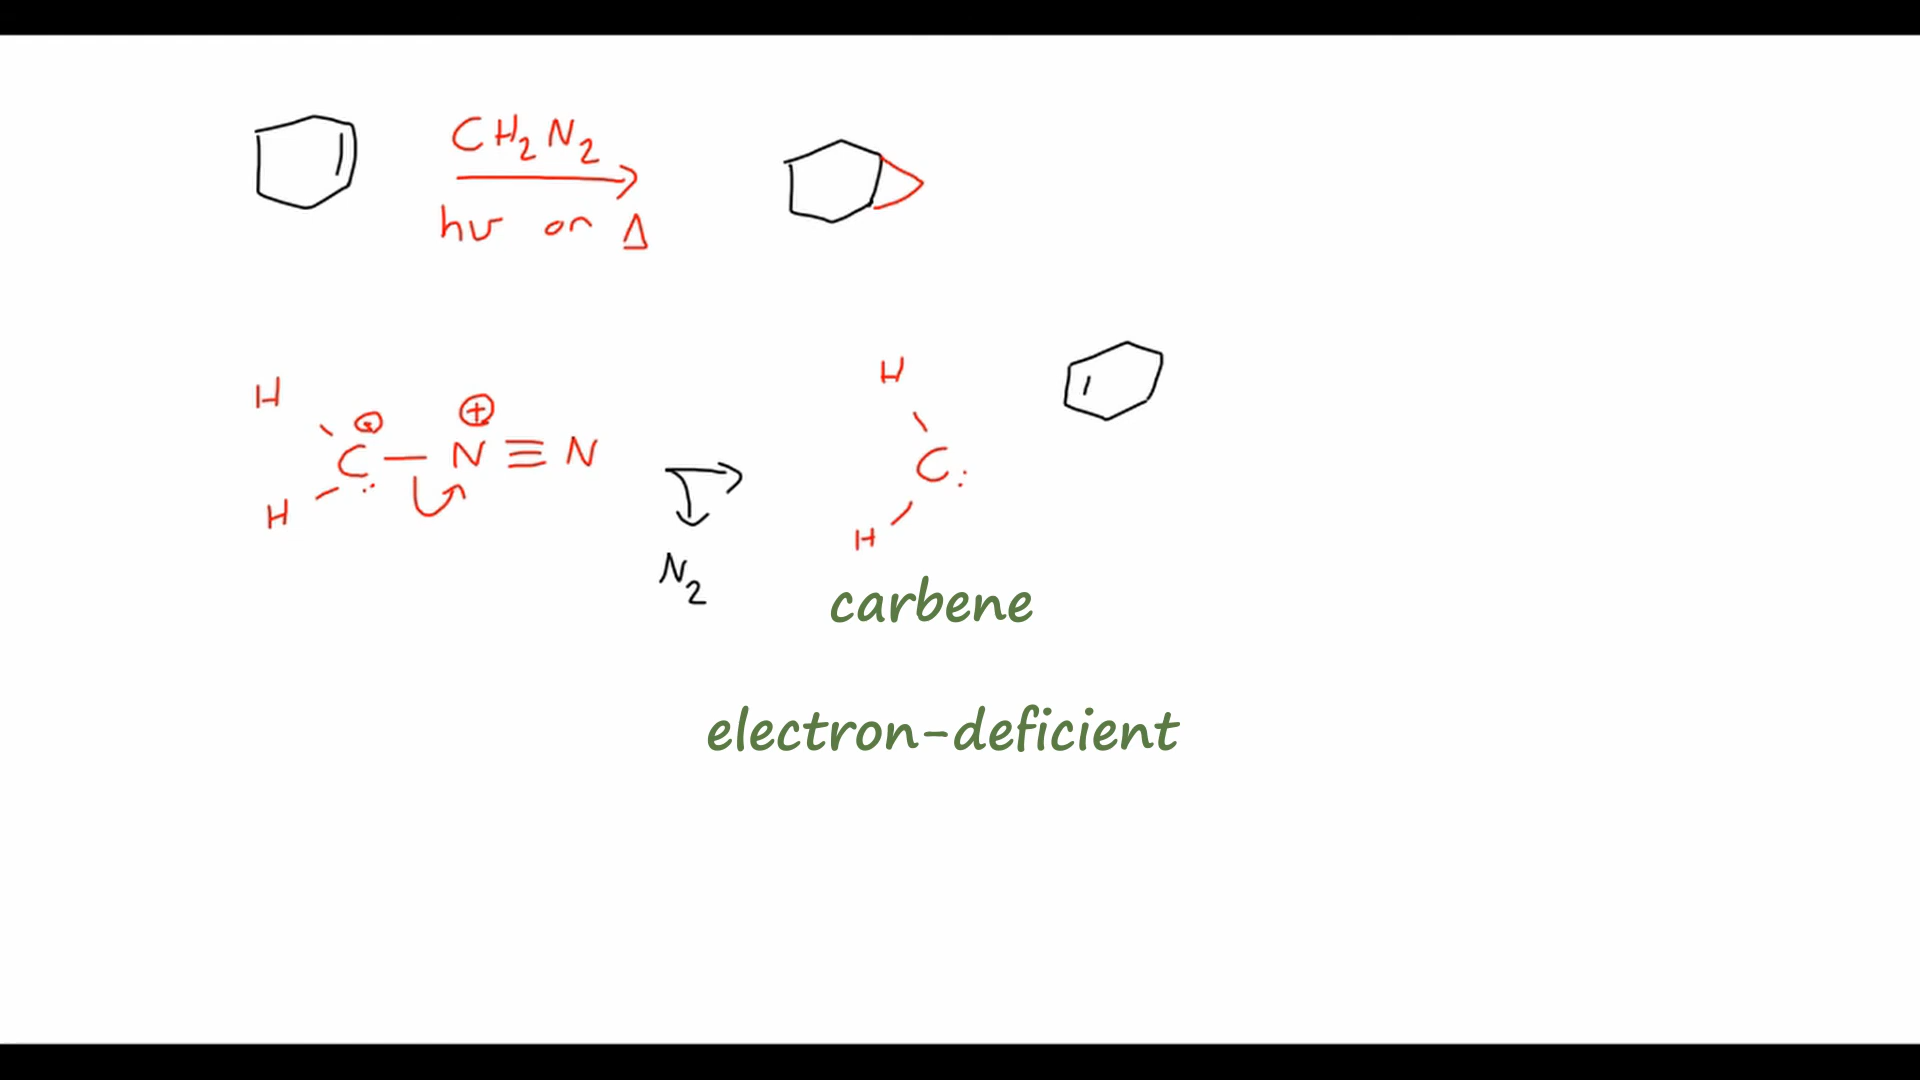 CH2N2
hν or Δ
H
⊕
⊖
C — N ≡ N
H
N2
H
C:
H
carbene
electron-deficient